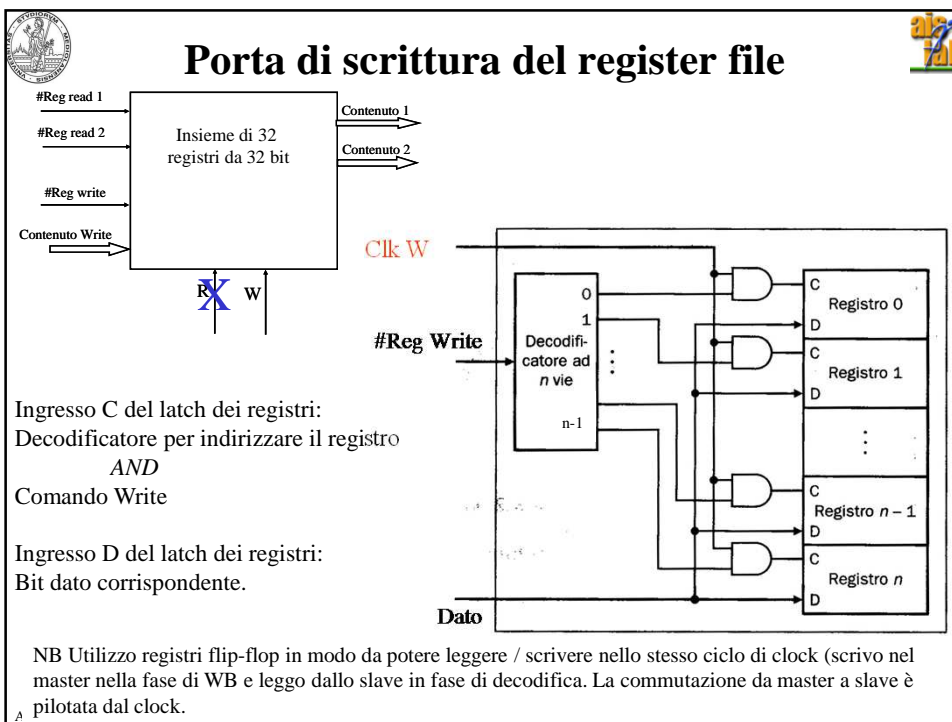 Porta di scrittura del register file
#Reg read 1
#Reg read 2
#Reg write
Contenuto Write
Insieme di 32
registri da 32 bit
Contenuto 1
Contenuto 2
R
X
W
Clk W
#Reg Write
Decodifi-
catore ad
n vie
0
1
n-1
C
Registro 0
D
C
Registro 1
D
C
Registro n – 1
D
C
Registro n
D
Dato
Ingresso C del latch dei registri:
Decodificatore per indirizzare il registro
AND
Comando Write
Ingresso D del latch dei registri:
Bit dato corrispondente.
NB Utilizzo registri flip-flop in modo da potere leggere / scrivere nello stesso ciclo di clock (scrivo nel
master nella fase di WB e leggo dallo slave in fase di decodifica. La commutazione da master a slave è
pilotata dal clock.